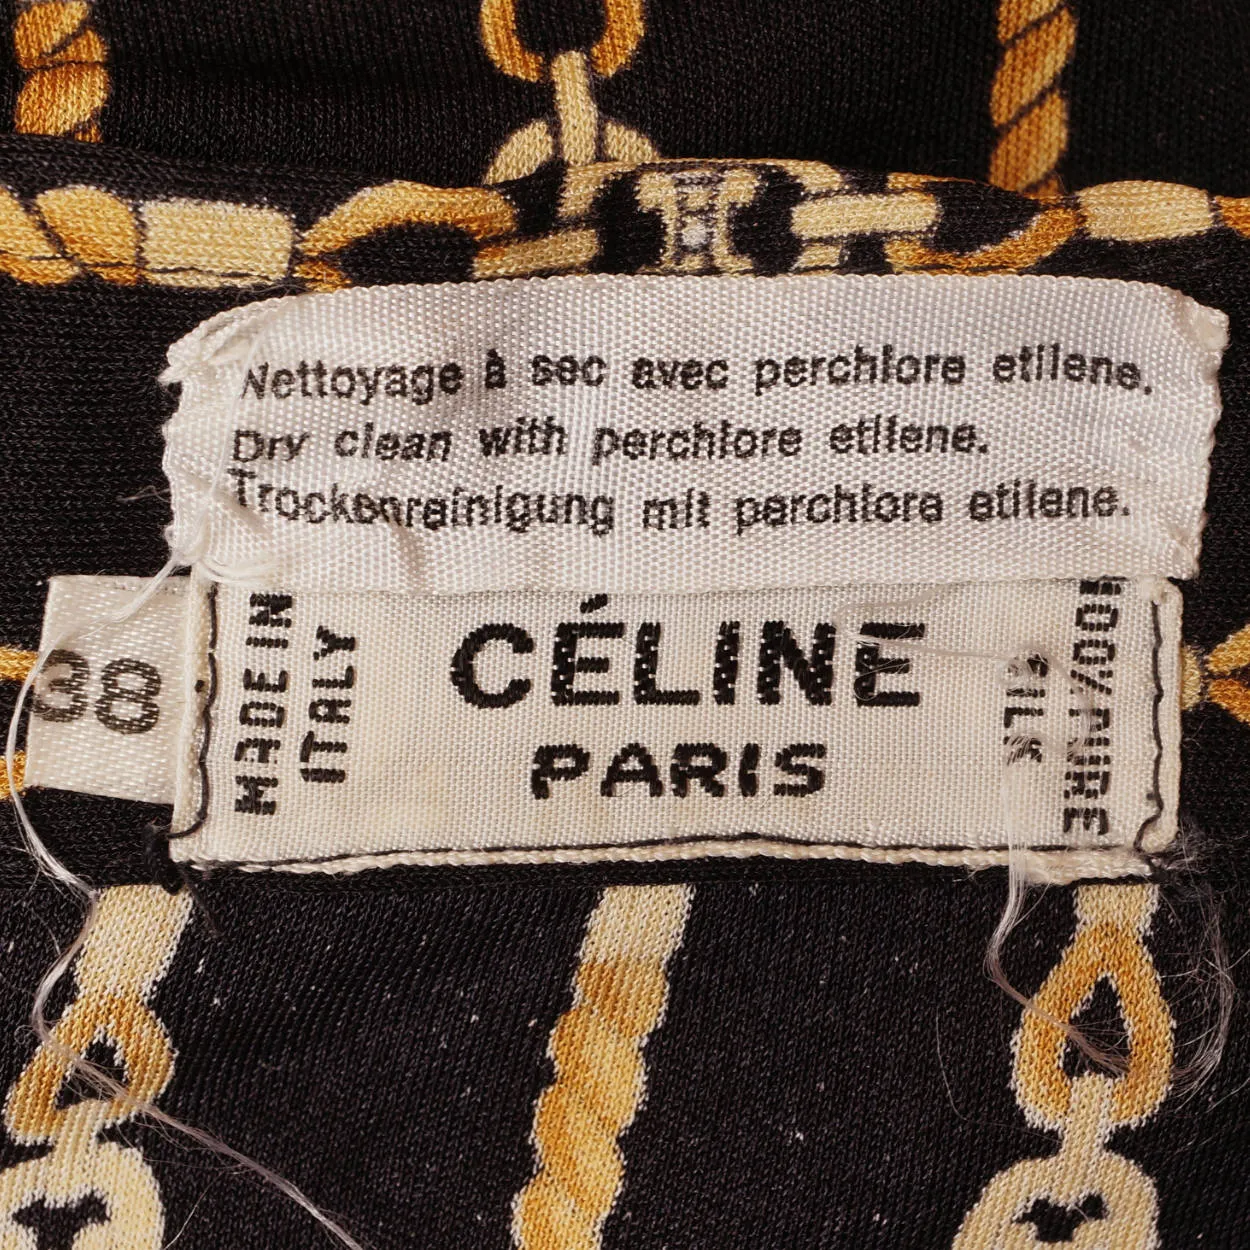 Nettoyage à sec avec perchlore etilene.
Dry clean with perchlore etilene.
Trockenreinigung mit perchlore etilene.
38
MADE IN
ITALY
CÉLINE
PARIS
100% PURE
SILK